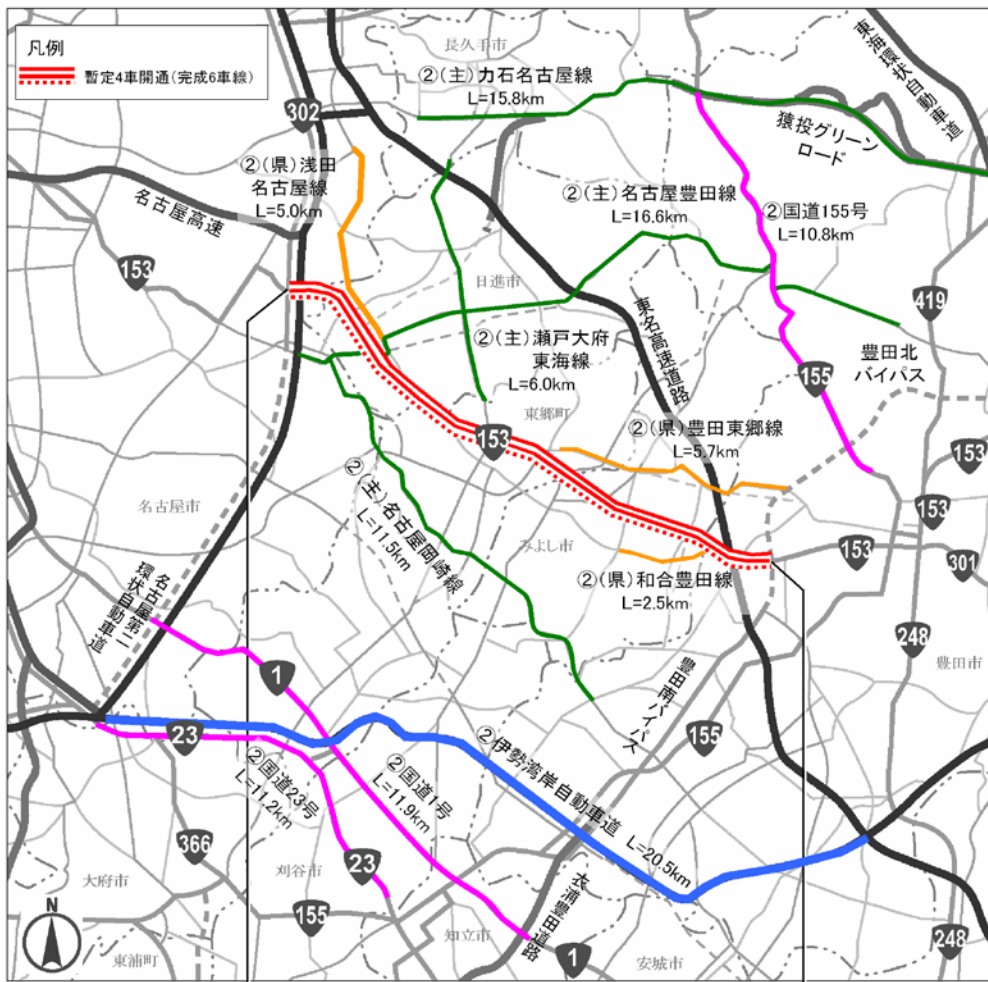 凡例
暫定4車開通(完成6車線)
長久手市
②(主)力石名古屋線
L=15.8km
東海環状自動車道
302
猿投グリーン
ロード
②(県)浅田
名古屋線
L=5.0km
②(主)名古屋豊田線
L=16.6km
②国道155号
L=10.8km
名古屋高速
153
日進市
419
東名高速道路
②(主)瀬戸大府
東海線
L=6.0km
豊田北
バイパス
155
東郷町
153
②(県)豊田東郷線
L=5.7km
153
②(主)名古屋岡崎線
L=11.5km
名古屋市
153
みよし市
153
301
②(県)和合豊田線
L=2.5km
名古屋第二
環状自動車道
248
豊田市
1
豊田南バイパス
155
23
②伊勢湾岸自動車道
L=20.5km
②国道23号
L=11.2km
②国道1号
L=11.9km
366
23
大府市
刈谷市
衣浦豊田道路
N
155
知立市
248
東浦町
1
安城市